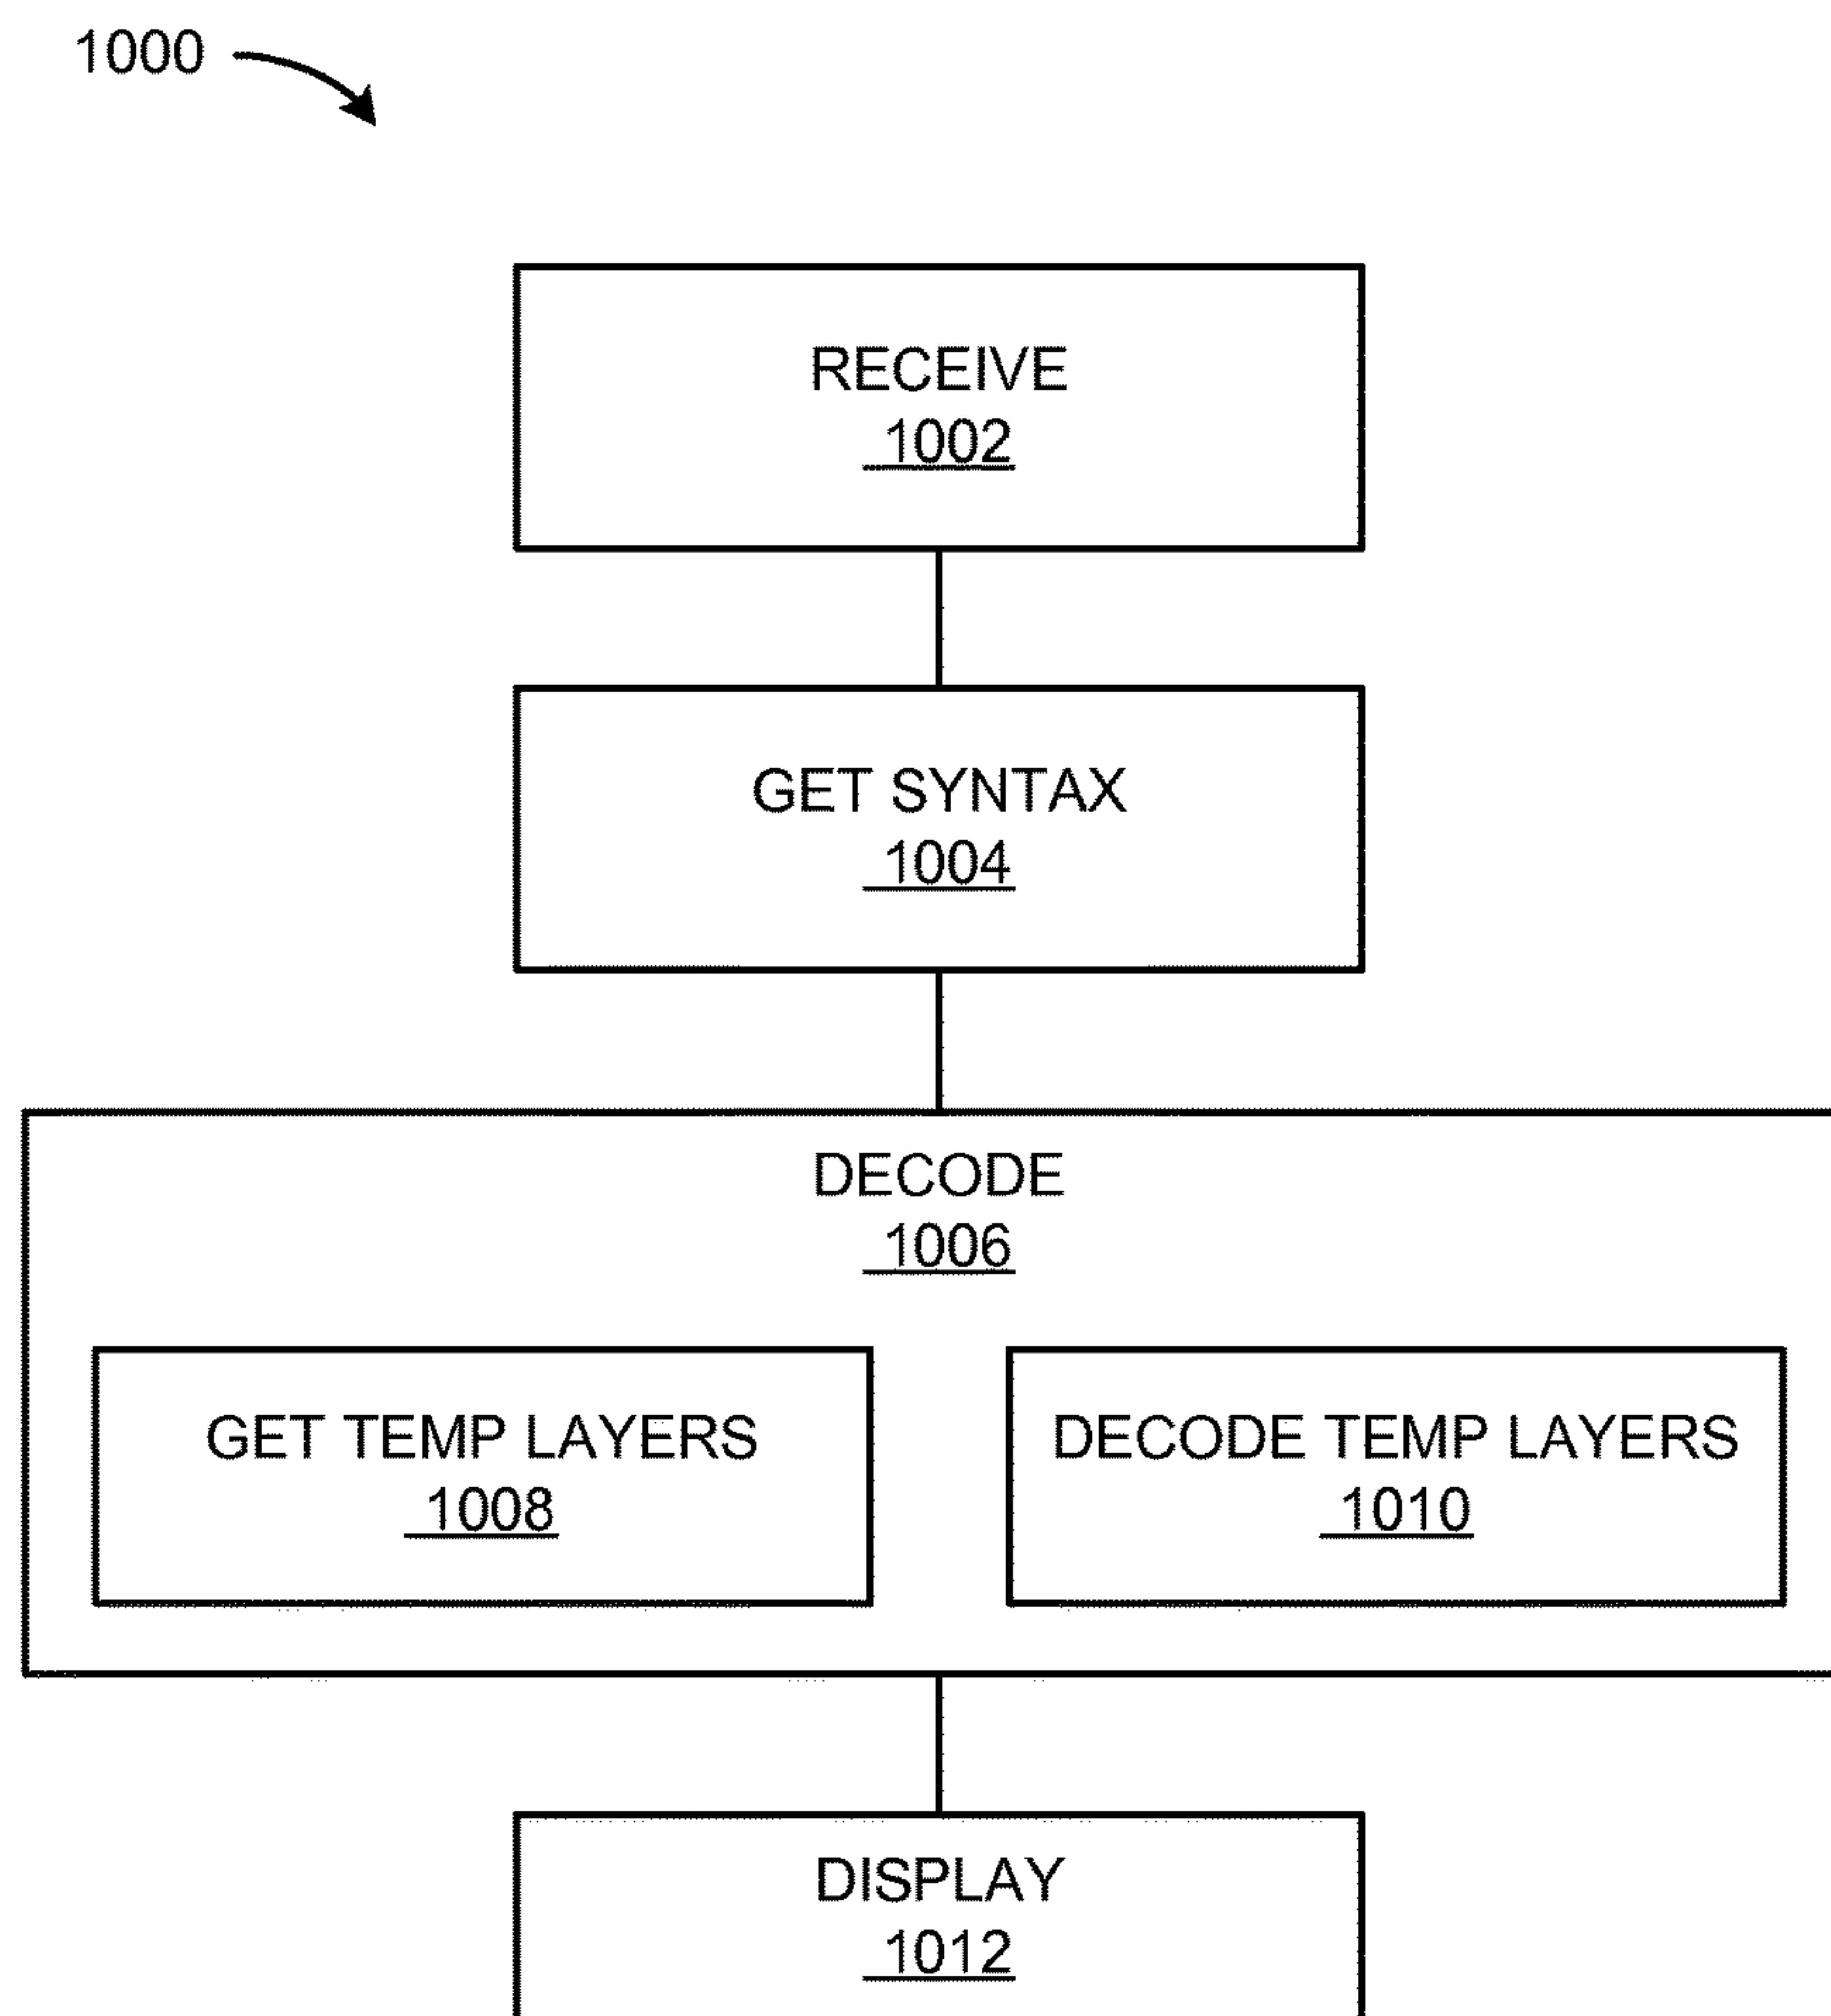 1000
RECEIVE
1002
GET SYNTAX
1004
DECODE
1006
GET TEMP LAYERS
1008
DECODE TEMP LAYERS
1010
DISPLAY
1012